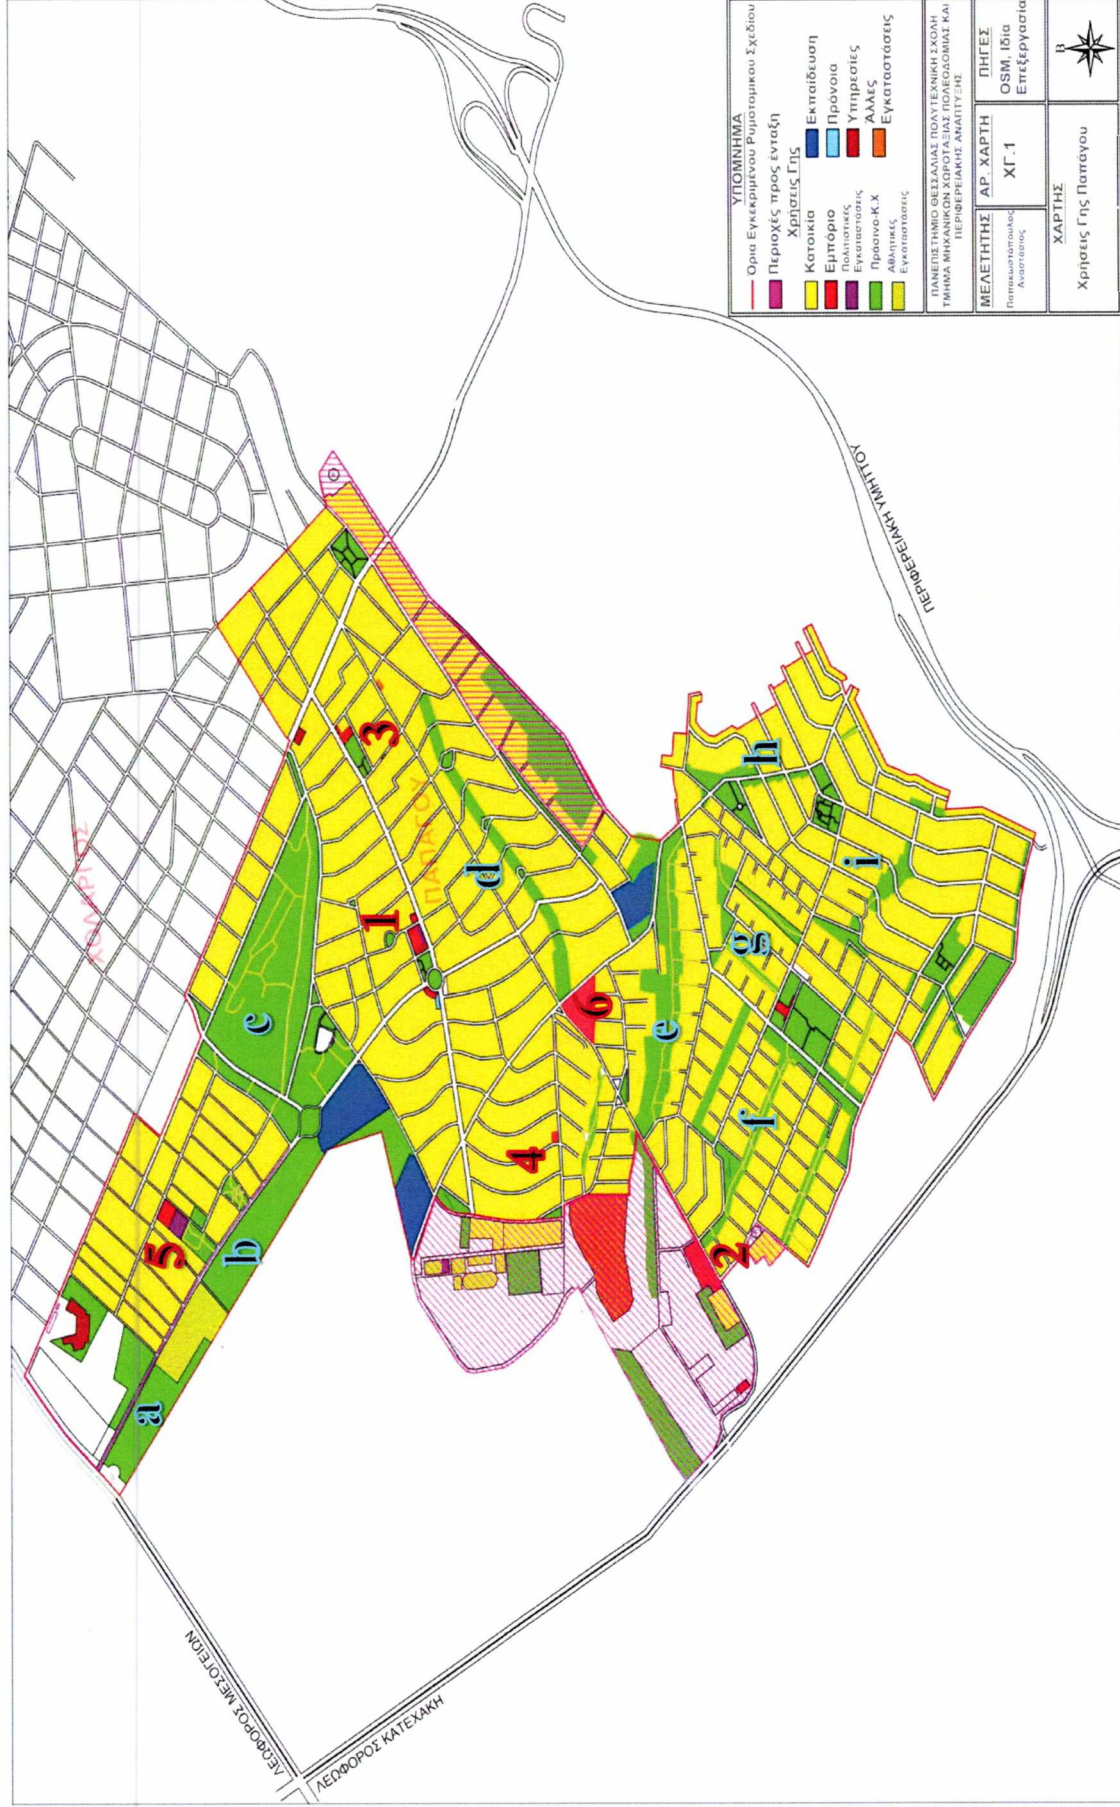 ΥΠΟΜΝΗΜΑ
Όρια Εγκεκριμένου Ρυμοτομικού Σχεδίου
Περιοχές προς ένταξη
Χρήσεις Γης
Κατοικία
Εμπόριο
Πολιτιστικές
Εγκαταστάσεις
Πράσινο-Κ.Χ
Αθλητικές
Εγκαταστάσεις
Εκπαίδευση
Πρόνοια
Υπηρεσίες
Άλλες
Εγκαταστάσεις
ΠΑΝΕΠΙΣΤΗΜΙΟ ΘΕΣΣΑΛΙΑΣ ΠΟΛΥΤΕΧΝΙΚΗ ΣΧΟΛΗ
ΤΜΗΜΑ ΜΗΧΑΝΙΚΩΝ ΧΩΡΟΤΑΞΙΑΣ ΠΟΛΕΟΔΟΜΙΑΣ ΚΑΙ
ΠΕΡΙΦΕΡΕΙΑΚΗΣ ΑΝΑΠΤΥΞΗΣ
ΜΕΛΕΤΗΤΗΣ
Παπακωστόπουλος
Αναστάσιος
ΑΡ. ΧΑΡΤΗ
ΧΓ.1
ΠΗΓΕΣ
OSM, Ιδία
Επεξεργασία
ΧΑΡΤΗΣ
Χρήσεις Γης Παπάγου
Β
ΧΟΛΑΡΓΟΣ
ΠΑΠΑΓΟΥ
ΛΕΩΦΟΡΟΣ ΜΕΣΟΓΕΙΩΝ
ΛΕΩΦΟΡΟΣ ΚΑΤΕΧΑΚΗ
ΠΕΡΙΦΕΡΕΙΑΚΗ ΥΜΗΤΤΟΥ
a
b
c
d
e
f
g
h
i
1
2
3
4
5
6